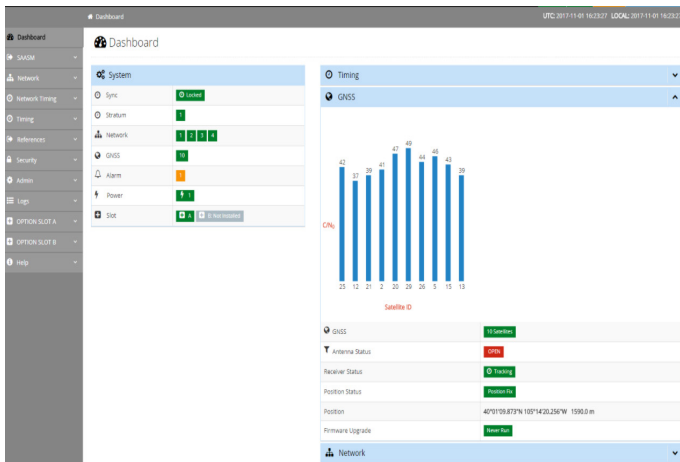 Dashboard
UTC: 2017-11-01 16:23:27 LOCAL: 2017-11-01 16:23:27
Dashboard
SAASM
Network
Network Timing
Timing
References
Security
Admin
Logs
OPTION SLOT A
OPTION SLOT B
Help
Dashboard
System
Sync Locked
Stratum 1
Network 1 2 3 4
GNSS 10
Alarm 1
Power 1
Slot A B Not Installed
Timing
GNSS
42 37 39 41 47 49 44 46 43 39
C/N₀
25 12 21 2 20 29 26 5 15 13
Satellite ID
GNSS 10 Satellites
Antenna Status OPEN
Receiver Status Tracking
Position Status Position Fix
Position 40°01'09.873"N 105°14'20.256"W 1590.0 m
Firmware Upgrade Never Run
Network